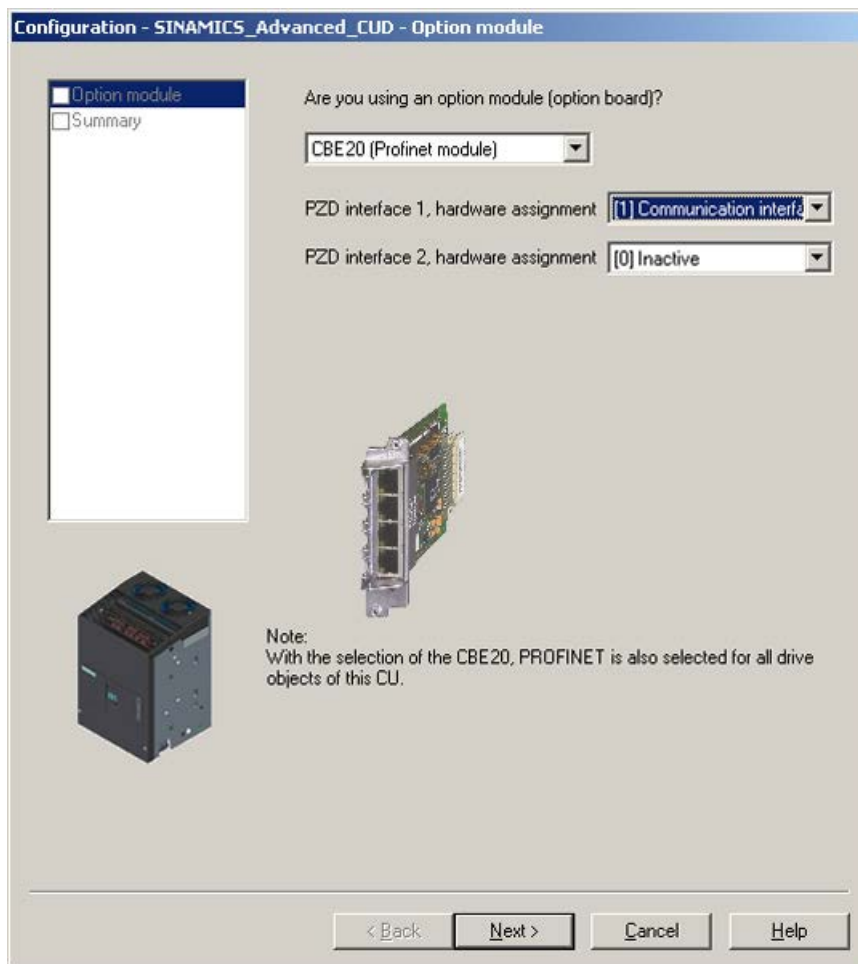 Configuration - SINAMICS_Advanced_CUD - Option module
Option module
Summary
Are you using an option module (option board)?
CBE20 (Profinet module)
PZD interface 1, hardware assignment
[1] Communication interfa
PZD interface 2, hardware assignment
[0] Inactive
Note:
With the selection of the CBE20, PROFINET is also selected for all drive
objects of this CU.
< Back
Next >
Cancel
Help